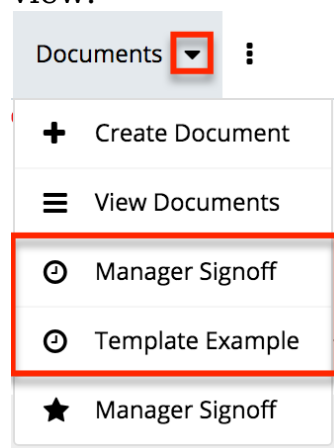 view.
Documents
Create Document
View Documents
Manager Signoff
Template Example
Manager Signoff